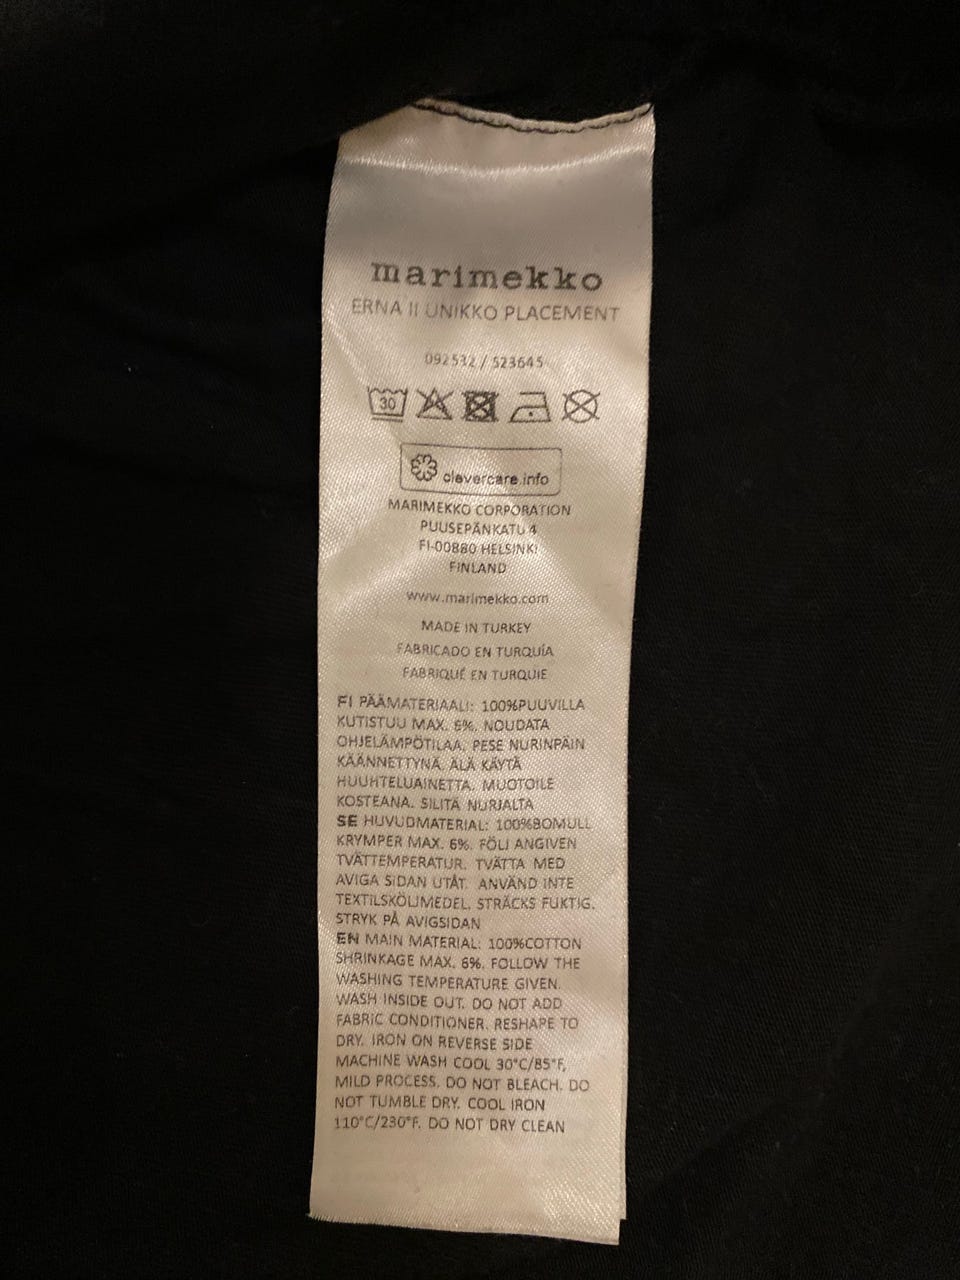 marimekko
ERNA II UNIKKO PLACEMENT
092532 / 523645
30
clevercare.info
MARIMEKKO CORPORATION
PUUSEPÄNKATU 4
FI-00880 HELSINKI
FINLAND
www.marimekko.com
MADE IN TURKEY
FABRICADO EN TURQUÍA
FABRIQUÉ EN TURQUIE
FI PÄÄMATERIAALI: 100%PUUVILLA
KUTISTUU MAX. 6%. NOUDATA
OHJELÄMPÖTILAA. PESE NURINPÄIN
KÄÄNNETTYNÄ. ÄLÄ KÄYTÄ
HUUHTELUAINETTA. MUOTOILE
KOSTEANA. SILITÄ NURJALTA
SE HUVUDMATERIAL: 100%BOMULL
KRYMPER MAX. 6%. FÖLJ ANGIVEN
TVÄTTEMPERATUR. TVÄTTA MED
AVIGA SIDAN UTÅT. ANVÄND INTE
TEXTILSKÖLJMEDEL. STRÄCKS FUKTIG.
STRYK PÅ AVIGSIDAN
EN MAIN MATERIAL: 100%COTTON
SHRINKAGE MAX. 6%. FOLLOW THE
WASHING TEMPERATURE GIVEN.
WASH INSIDE OUT. DO NOT ADD
FABRIC CONDITIONER. RESHAPE TO
DRY. IRON ON REVERSE SIDE
MACHINE WASH COOL 30°C/85°F,
MILD PROCESS. DO NOT BLEACH. DO
NOT TUMBLE DRY. COOL IRON
110°C/230°F. DO NOT DRY CLEAN